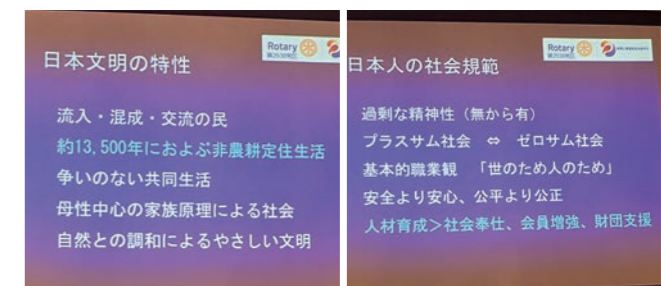 Rotary
日本文明の特性
流入・混成・交流の民
約13,500年におよぶ非農耕定住生活
争いのない共同生活
母性中心の家族原理による社会
自然との調和によるやさしい文明
Rotary
日本人の社会規範
過剰な精神性（無から有）
プラスサム社会 ⇔ ゼロサム社会
基本的職業観 「世のため人のため」
安全より安心、公平より公正
人材育成＞社会奉仕、会員増強、財団支援